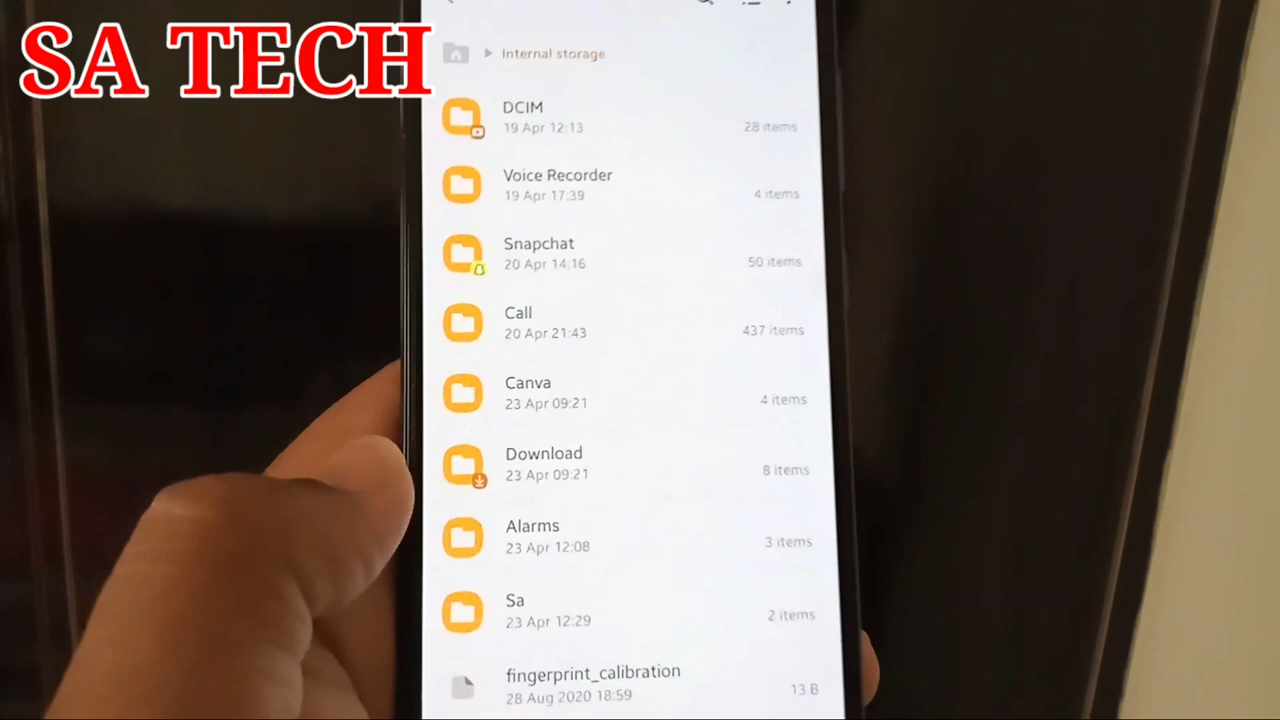 SA TECH
Internal storage
DCIM
19 Apr 12:13
28 items
Voice Recorder
19 Apr 17:39
4 items
Snapchat
20 Apr 14:16
50 items
Call
20 Apr 21:43
437 items
Canva
23 Apr 09:21
4 items
Download
23 Apr 09:21
8 items
Alarms
23 Apr 12:08
3 items
Sa
23 Apr 12:29
2 items
fingerprint_calibration
28 Aug 2020 18:59
13 B